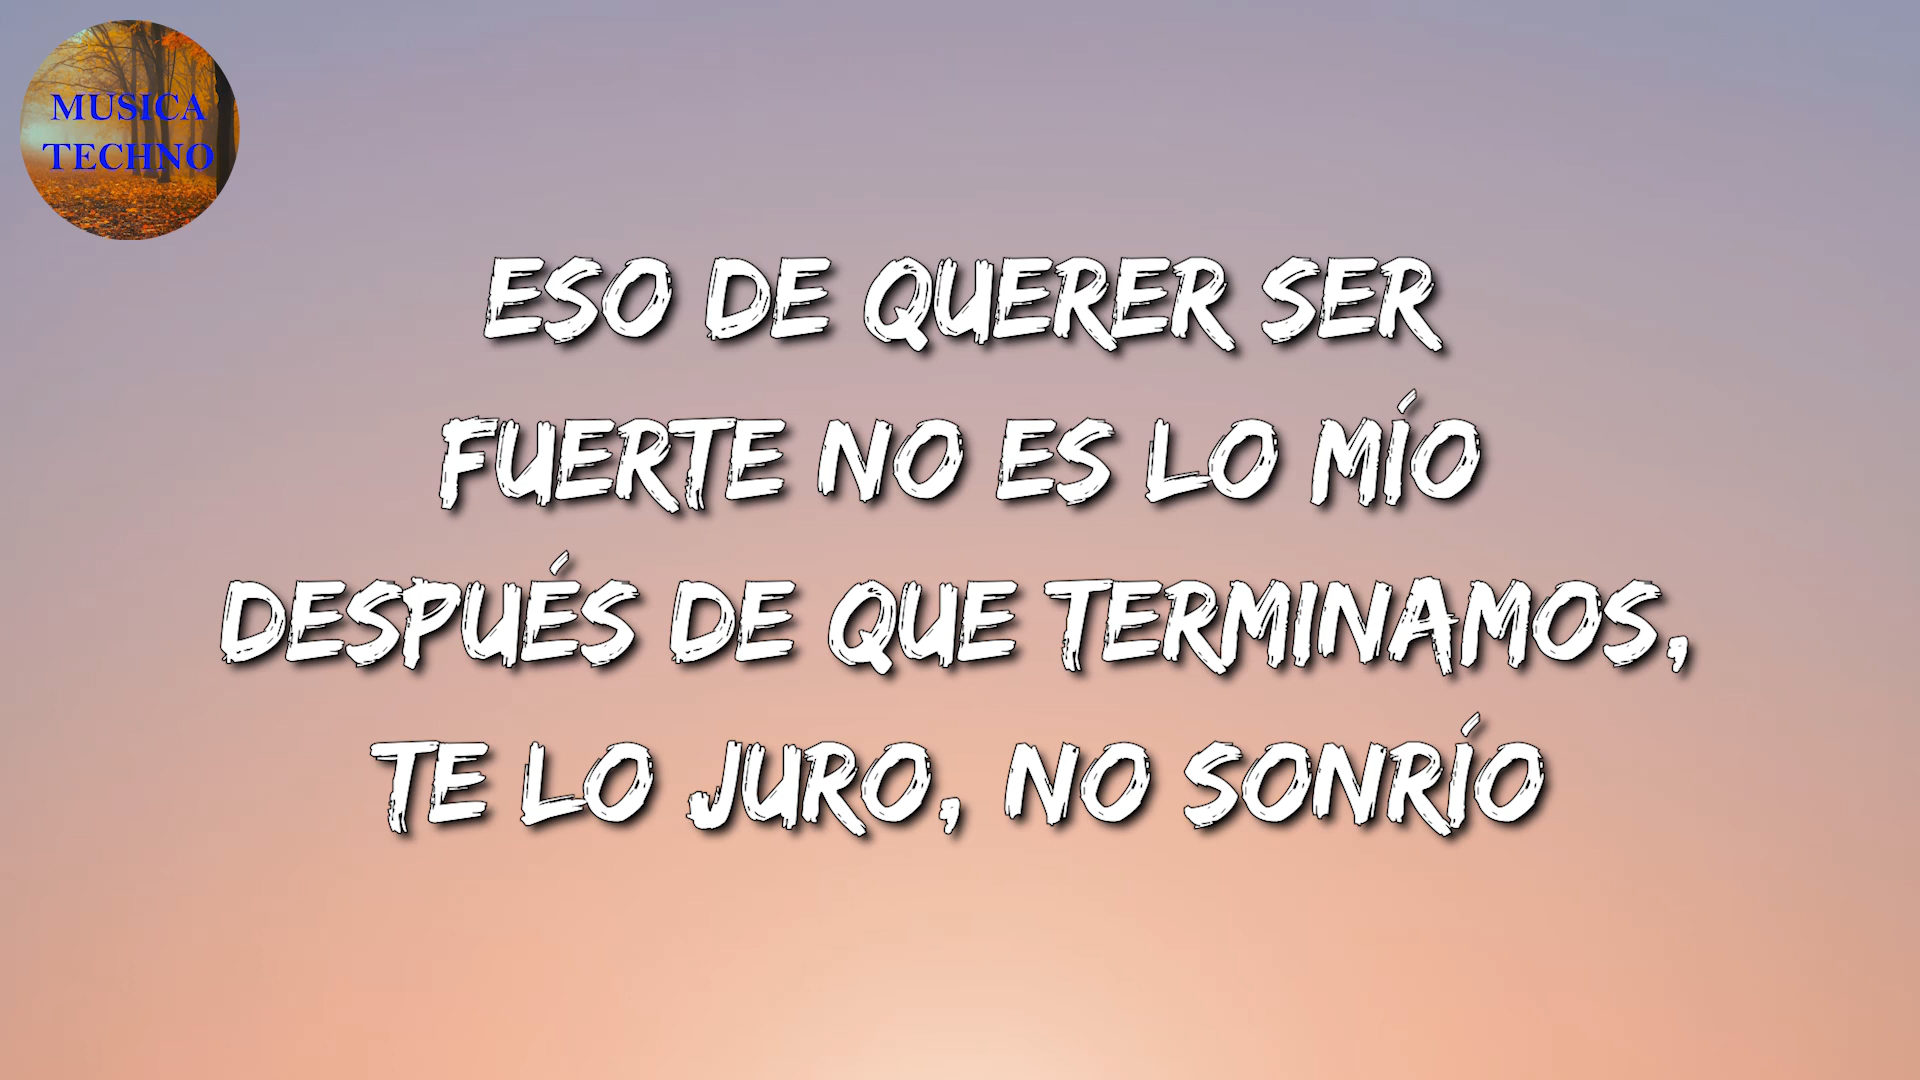 MUSICA
TECHNO
ESO DE QUERER SER
FUERTE NO ES LO MÍO
DESPUÉS DE QUE TERMINAMOS,
TE LO JURO, NO SONRÍO